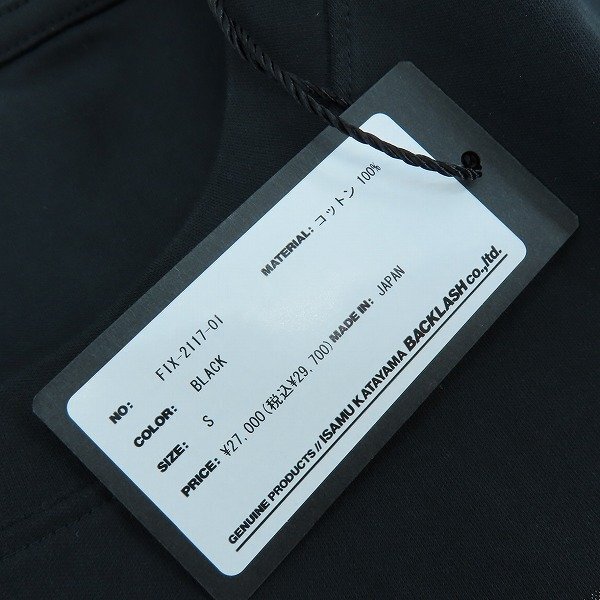 NO: FIX-2117-01 MATERIAL: コットン 100%
COLOR: BLACK
SIZE: S
PRICE: ¥27,000(税込¥29,700) MADE IN: JAPAN
GENUINE PRODUCTS // ISAMU KATAYAMA BACKLASH co.,ltd.